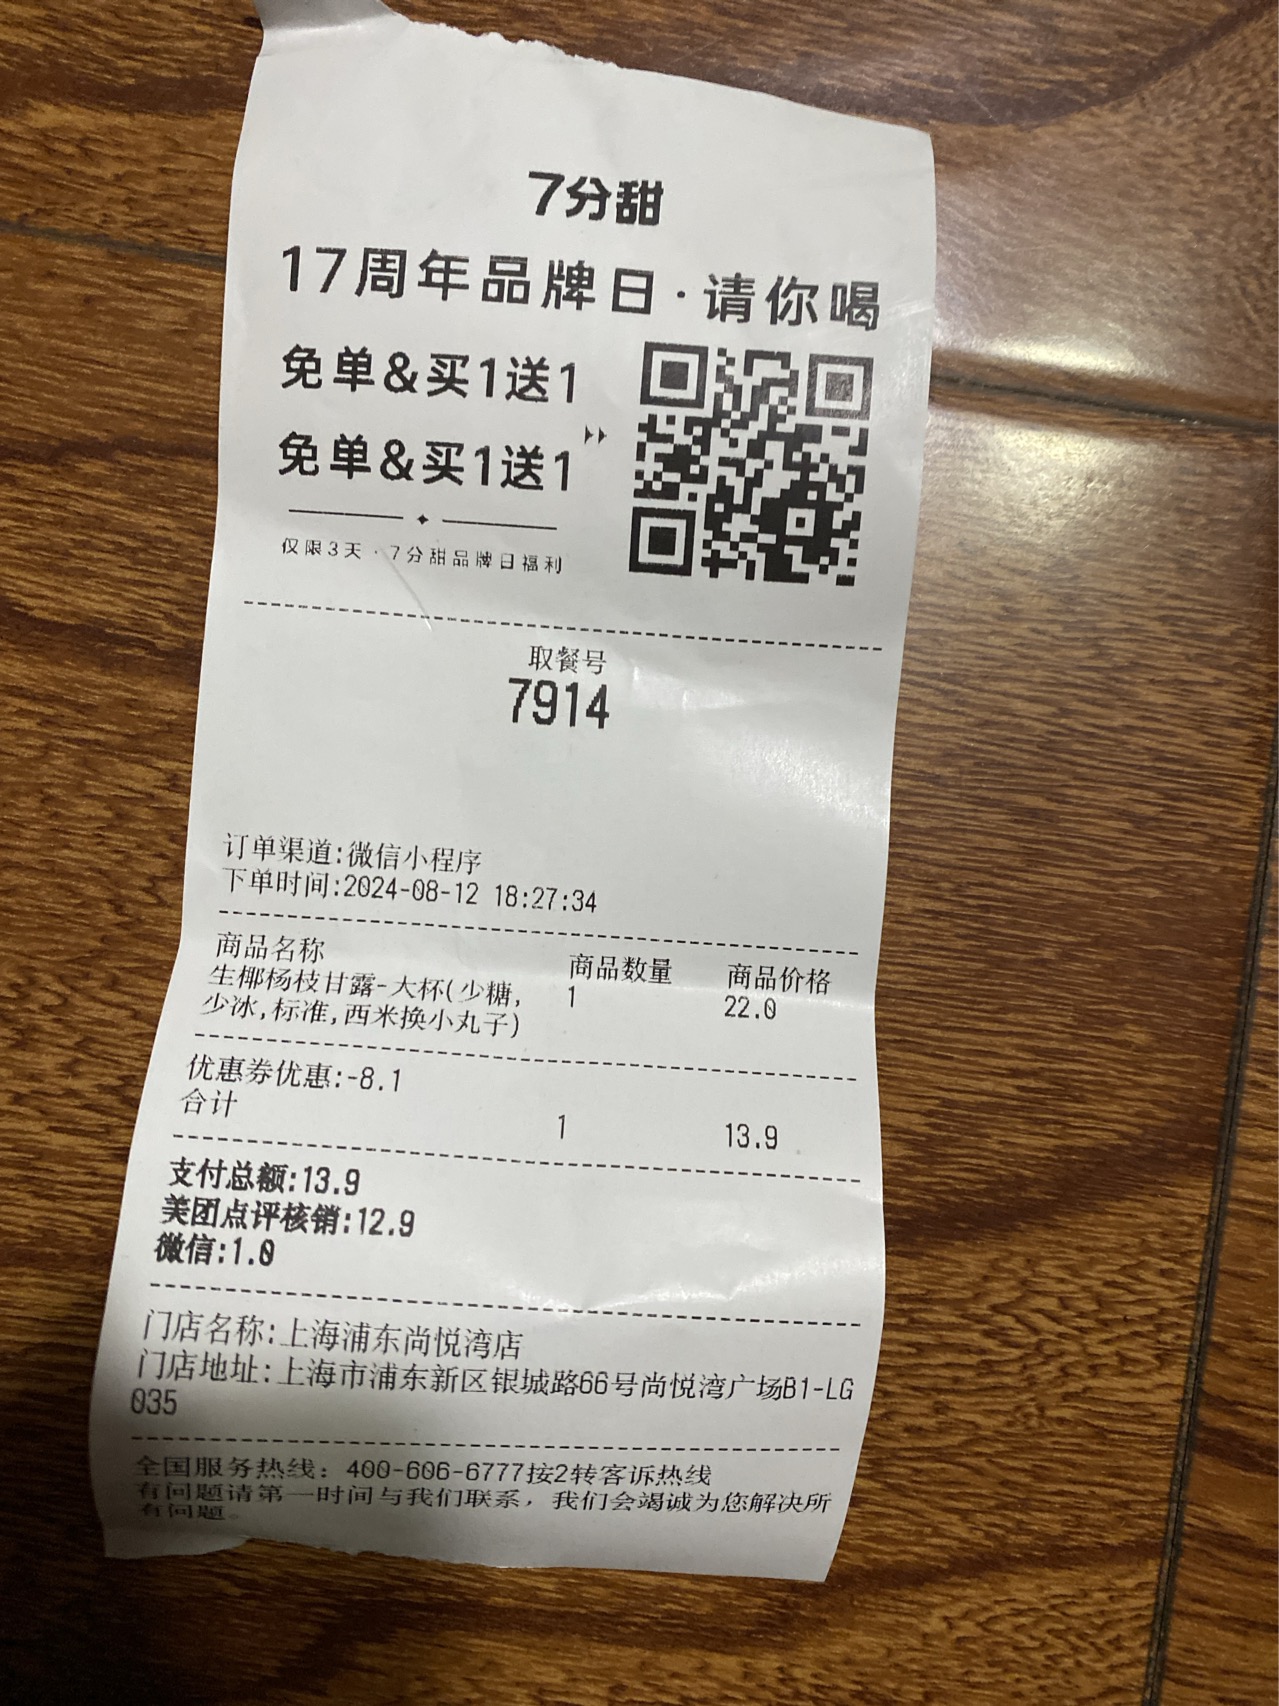 7分甜
17周年品牌日·请你喝
免单&买1送1
免单&买1送1
仅限3天·7分甜品牌日福利
取餐号
7914
订单渠道:微信小程序
下单时间:2024-08-12 18:27:34
商品名称 商品数量 商品价格
生椰杨枝甘露-大杯(少糖, 1 22.0
少冰,标准,西米换小丸子)
优惠券优惠:-8.1
合计 1 13.9
支付总额:13.9
美团点评核销:12.9
微信:1.0
门店名称:上海浦东尚悦湾店
门店地址:上海市浦东新区银城路66号尚悦湾广场B1-LG
035
全国服务热线：400-606-6777按2转客诉热线
有问题请第一时间与我们联系，我们会竭诚为您解决所
有问题。